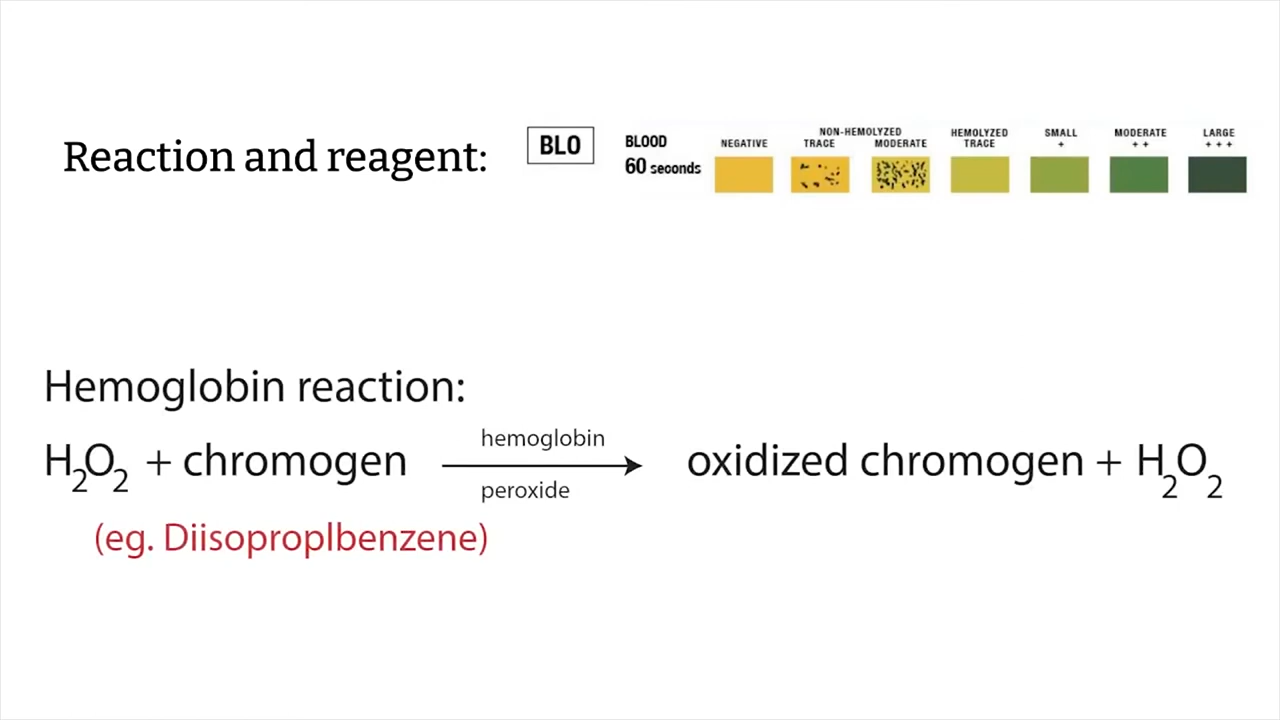 Reaction and reagent:
BLO
BLOOD
60 seconds
NEGATIVE
NON-HEMOLYZED
TRACE MODERATE
HEMOLYZED
TRACE
SMALL
+
MODERATE
+ +
LARGE
+ + +
Hemoglobin reaction:
H₂O₂ + chromogen
hemoglobin
peroxide
oxidized chromogen + H₂O₂
(eg. Diisoproplbenzene)